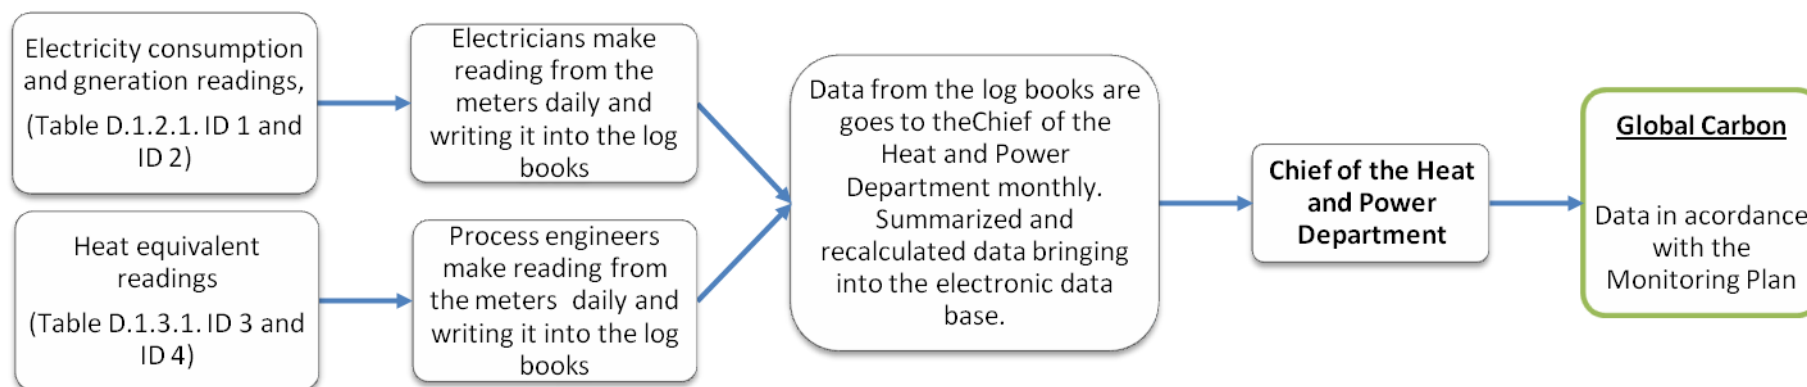 Electricity consumption
and gneration readings,
(Table D.1.2.1. ID 1 and
ID 2)
Heat equivalent
readings
(Table D.1.3.1. ID 3 and
ID 4)
Electricians make
reading from the
meters daily and
writing it into the log
books
Process engineers
make reading from
the meters daily and
writing it into the log
books
Data from the log books are
goes to theChief of the
Heat and Power
Department monthly.
Summarized and
recalculated data bringing
into the electronic data
base.
Chief of the Heat
and Power
Department
Global Carbon
Data in acordance
with the
Monitoring Plan